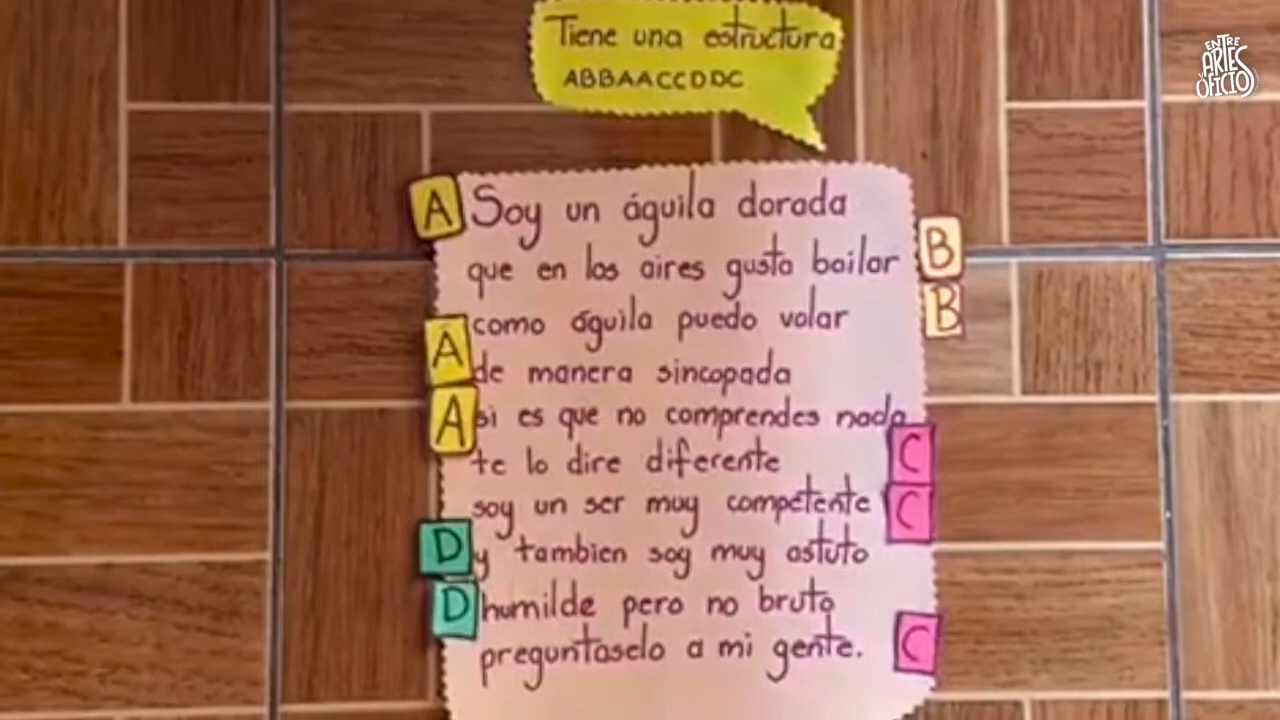 Tiene una estructura
ABBAACCDDC
ENTRE
ARTES
Y
OFICIOS
A Soy un águila dorada
que en los aires gusta bailar B
como águila puedo volar B
A de manera sincopada
A si es que no comprendes nada
te lo dire diferente C
soy un ser muy competente C
D y tambien soy muy astuto
D humilde pero no bruto
preguntaselo a mi gente. C